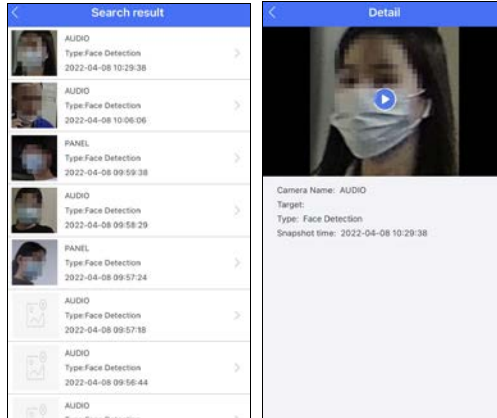 Search result
AUDIO
Type:Face Detection
2022-04-08 10:29:38
AUDIO
Type:Face Detection
2022-04-08 10:06:06
PANEL
Type:Face Detection
2022-04-08 09:59:38
AUDIO
Type:Face Detection
2022-04-08 09:58:29
PANEL
Type:Face Detection
2022-04-08 09:57:24
AUDIO
Type:Face Detection
2022-04-08 09:57:18
AUDIO
Type:Face Detection
2022-04-08 09:56:44
AUDIO
Detail
Camera Name: AUDIO
Target:
Type: Face Detection
Snapshot time: 2022-04-08 10:29:38